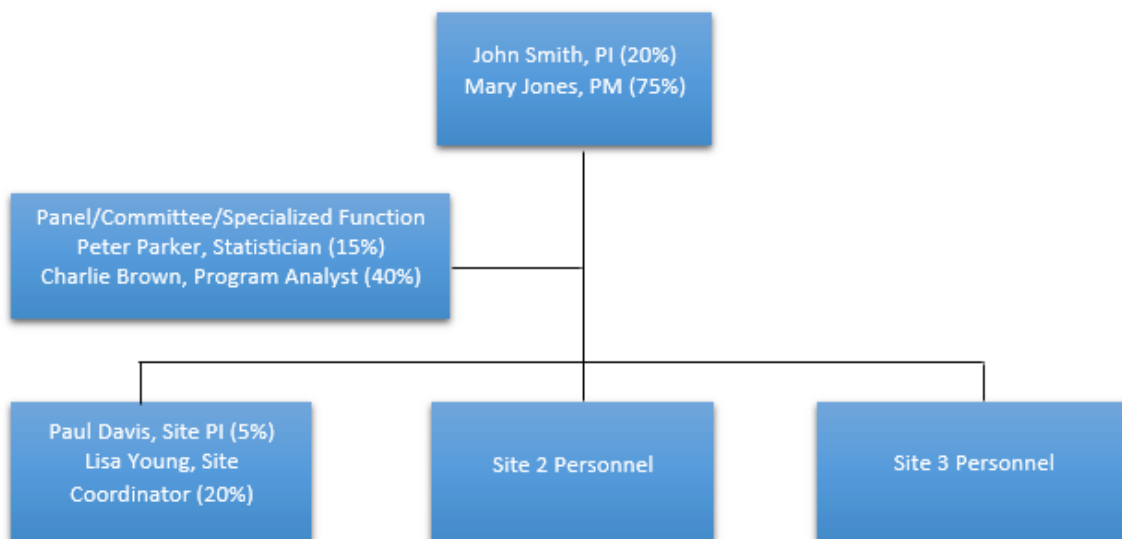 John Smith, PI (20%)
Mary Jones, PM (75%)
Panel/Committee/Specialized Function
Peter Parker, Statistician (15%)
Charlie Brown, Program Analyst (40%)
Paul Davis, Site PI (5%)
Lisa Young, Site
Coordinator (20%)
Site 2 Personnel
Site 3 Personnel